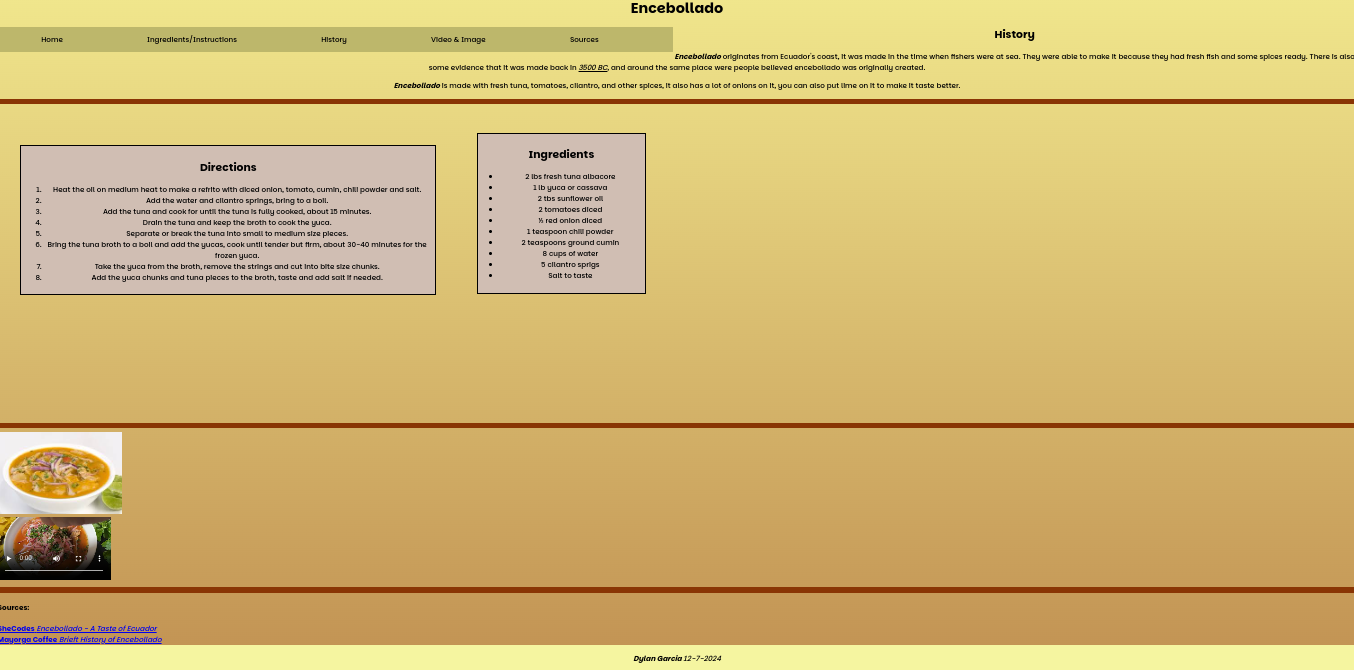 Encebollado
Home
Ingredients/Instructions
History
Video & Image
Sources
History
Encebollado originates from Ecuador's coast, it was made in the time when fishers were at sea. They were able to make it because they had fresh fish and some spices ready. There is also
some evidence that it was made back in 3500 BC, and around the same place were people believed encebollado was originally created.
Encebollado is made with fresh tuna, tomatoes, cilantro, and other spices, it also has a lot of onions on it, you can also put lime on it to make it taste better.
Directions
1. Heat the oil on medium heat to make a refrito with diced onion, tomato, cumin, chili powder and salt.
2. Add the water and cilantro springs, bring to a boil.
3. Add the tuna and cook for until the tuna is fully cooked, about 15 minutes.
4. Drain the tuna and keep the broth to cook the yuca.
5. Separate or break the tuna into small to medium size pieces.
6. Bring the tuna broth to a boil and add the yucas, cook until tender but firm, about 30-40 minutes for the
frozen yuca.
7. Take the yuca from the broth, remove the strings and cut into bite size chunks.
8. Add the yuca chunks and tuna pieces to the broth, taste and add salt if needed.
Ingredients
2 lbs fresh tuna albacore
1 lb yuca or cassava
2 tbs sunflower oil
2 tomatoes diced
½ red onion diced
1 teaspoon chili powder
2 teaspoons ground cumin
8 cups of water
5 cilantro sprigs
Salt to taste
0:00
Sources:
SheCodes Encebollado - A Taste of Ecuador
Mayorga Coffee Brieft History of Encebollado
Dylan Garcia 12-7-2024